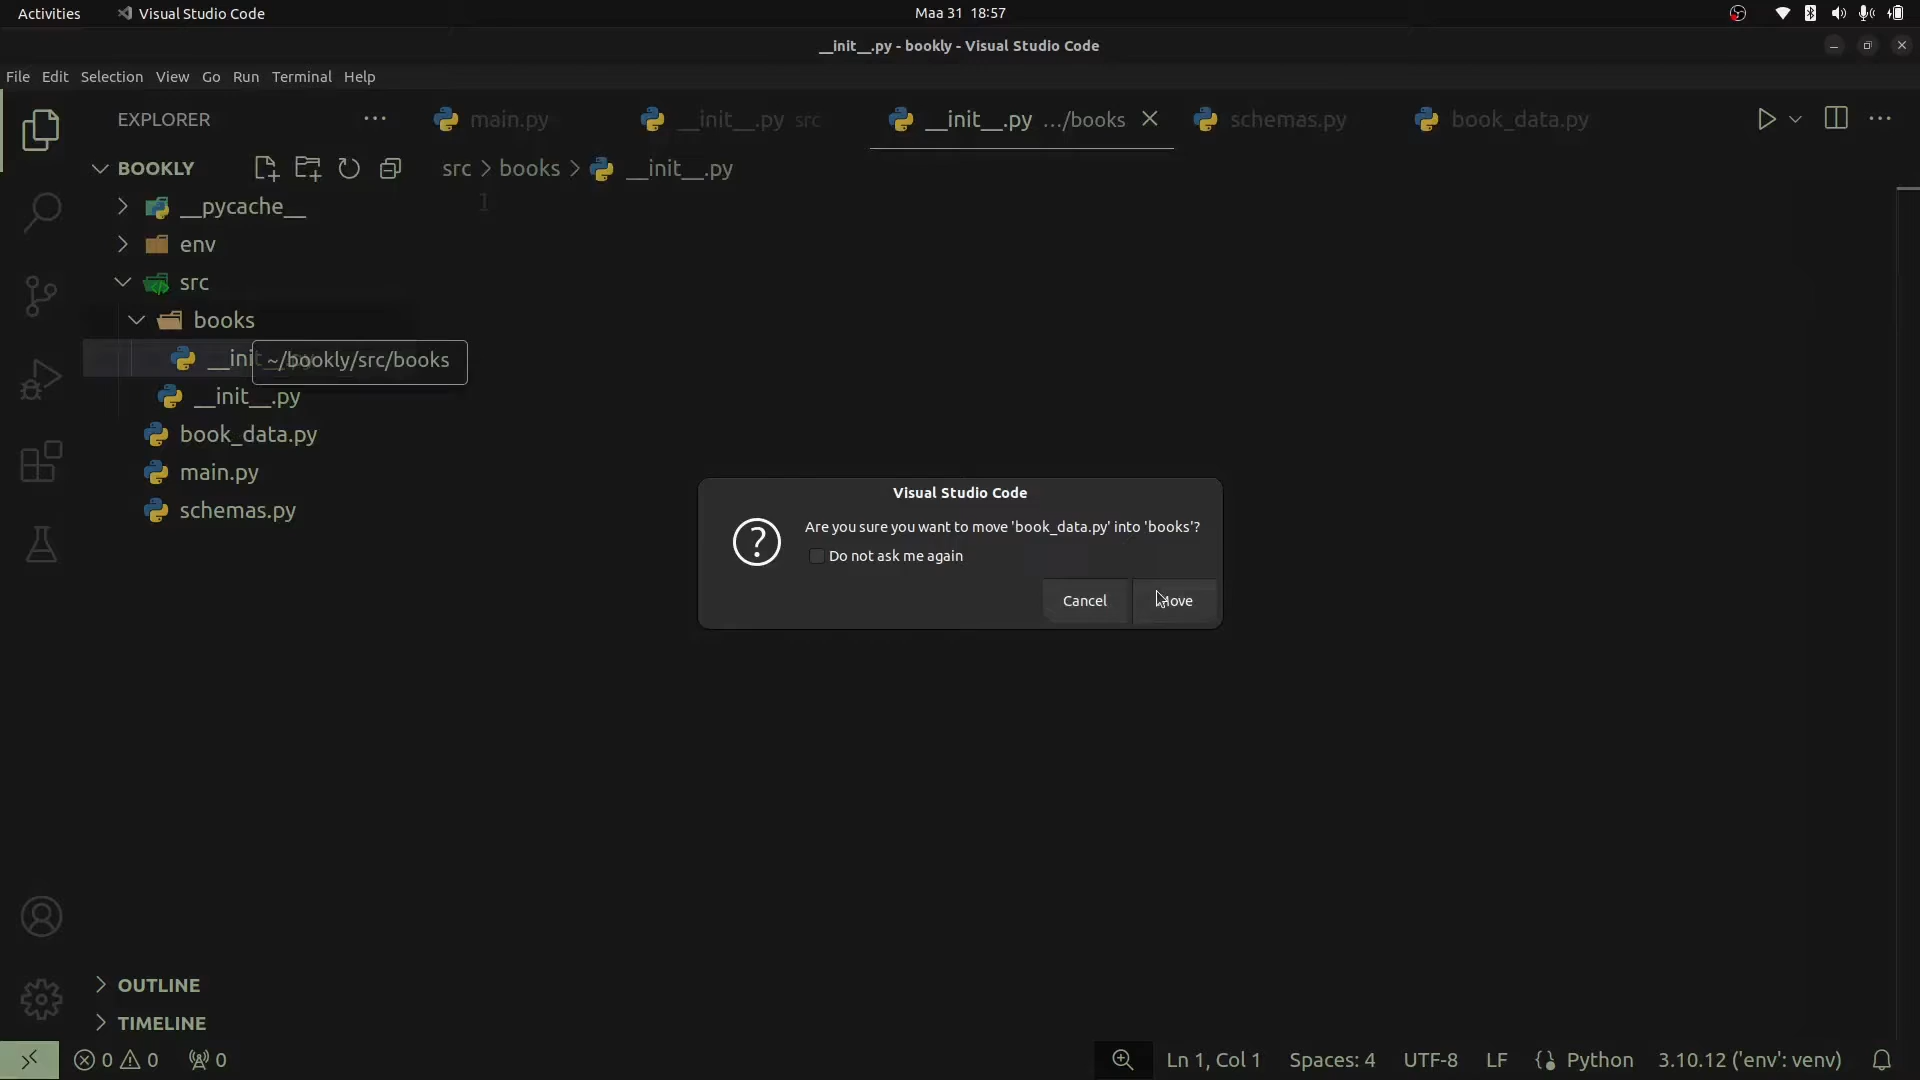 Activities Visual Studio Code Maa 31 18:57
__init__.py - bookly - Visual Studio Code
File Edit Selection View Go Run Terminal Help
EXPLORER main.py __init__.py src __init__.py .../books schemas.py book_data.py
BOOKLY src > books > __init__.py
__pycache__ 1
env
src
books
~/bookly/src/books
__init__.py
book_data.py
main.py
schemas.py
Visual Studio Code
Are you sure you want to move 'book_data.py' into 'books'?
Do not ask me again
Cancel Move
OUTLINE
TIMELINE
0 0 0 Ln 1, Col 1 Spaces: 4 UTF-8 LF Python 3.10.12 ('env': venv)